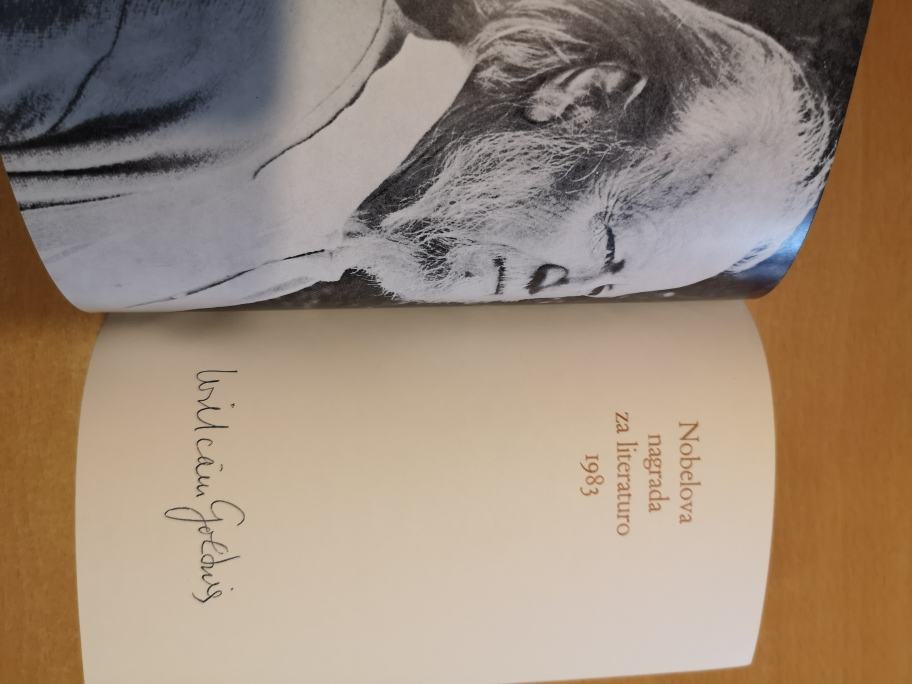 Nobelova
nagrada
za literaturo
1983
William Golding